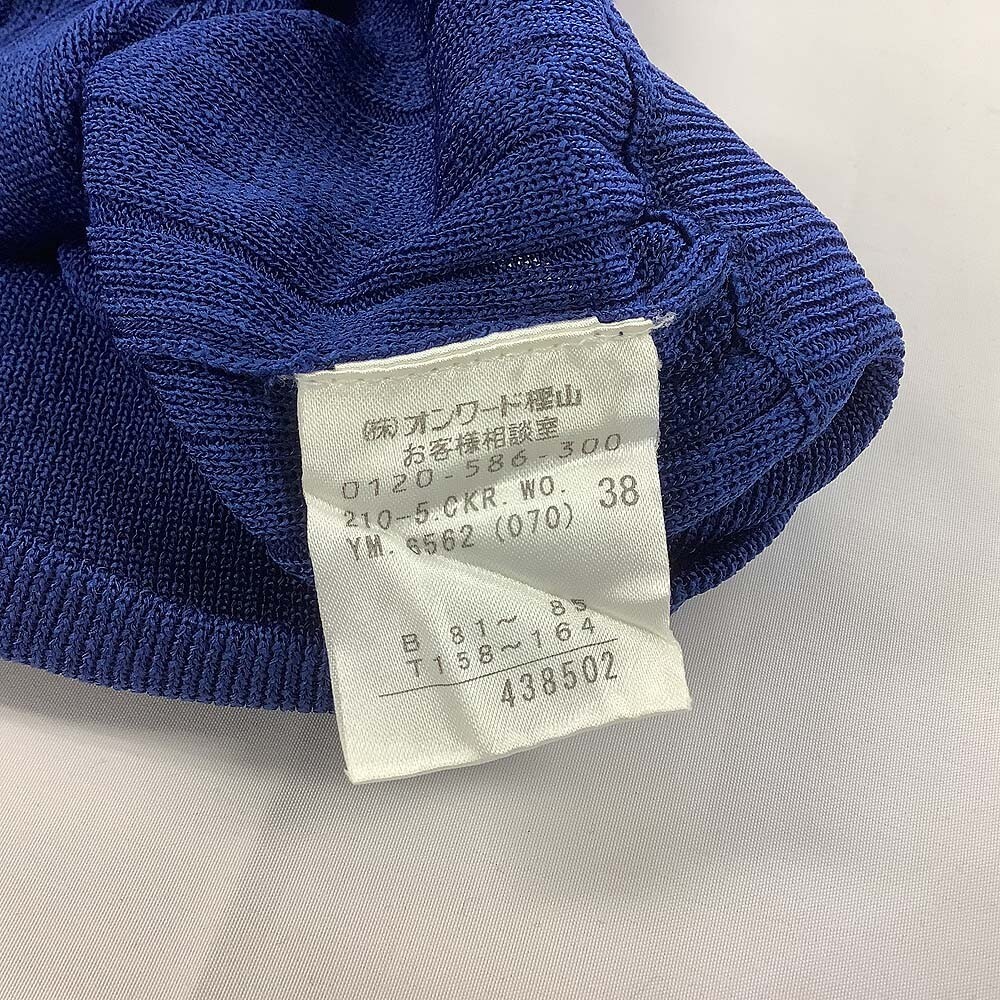 (株)オンワード樫山
お客様相談室
0120-586-300
210-5.CKR.WO. 38
YM.6562(070)
B 81~ 85
T158~164
438502